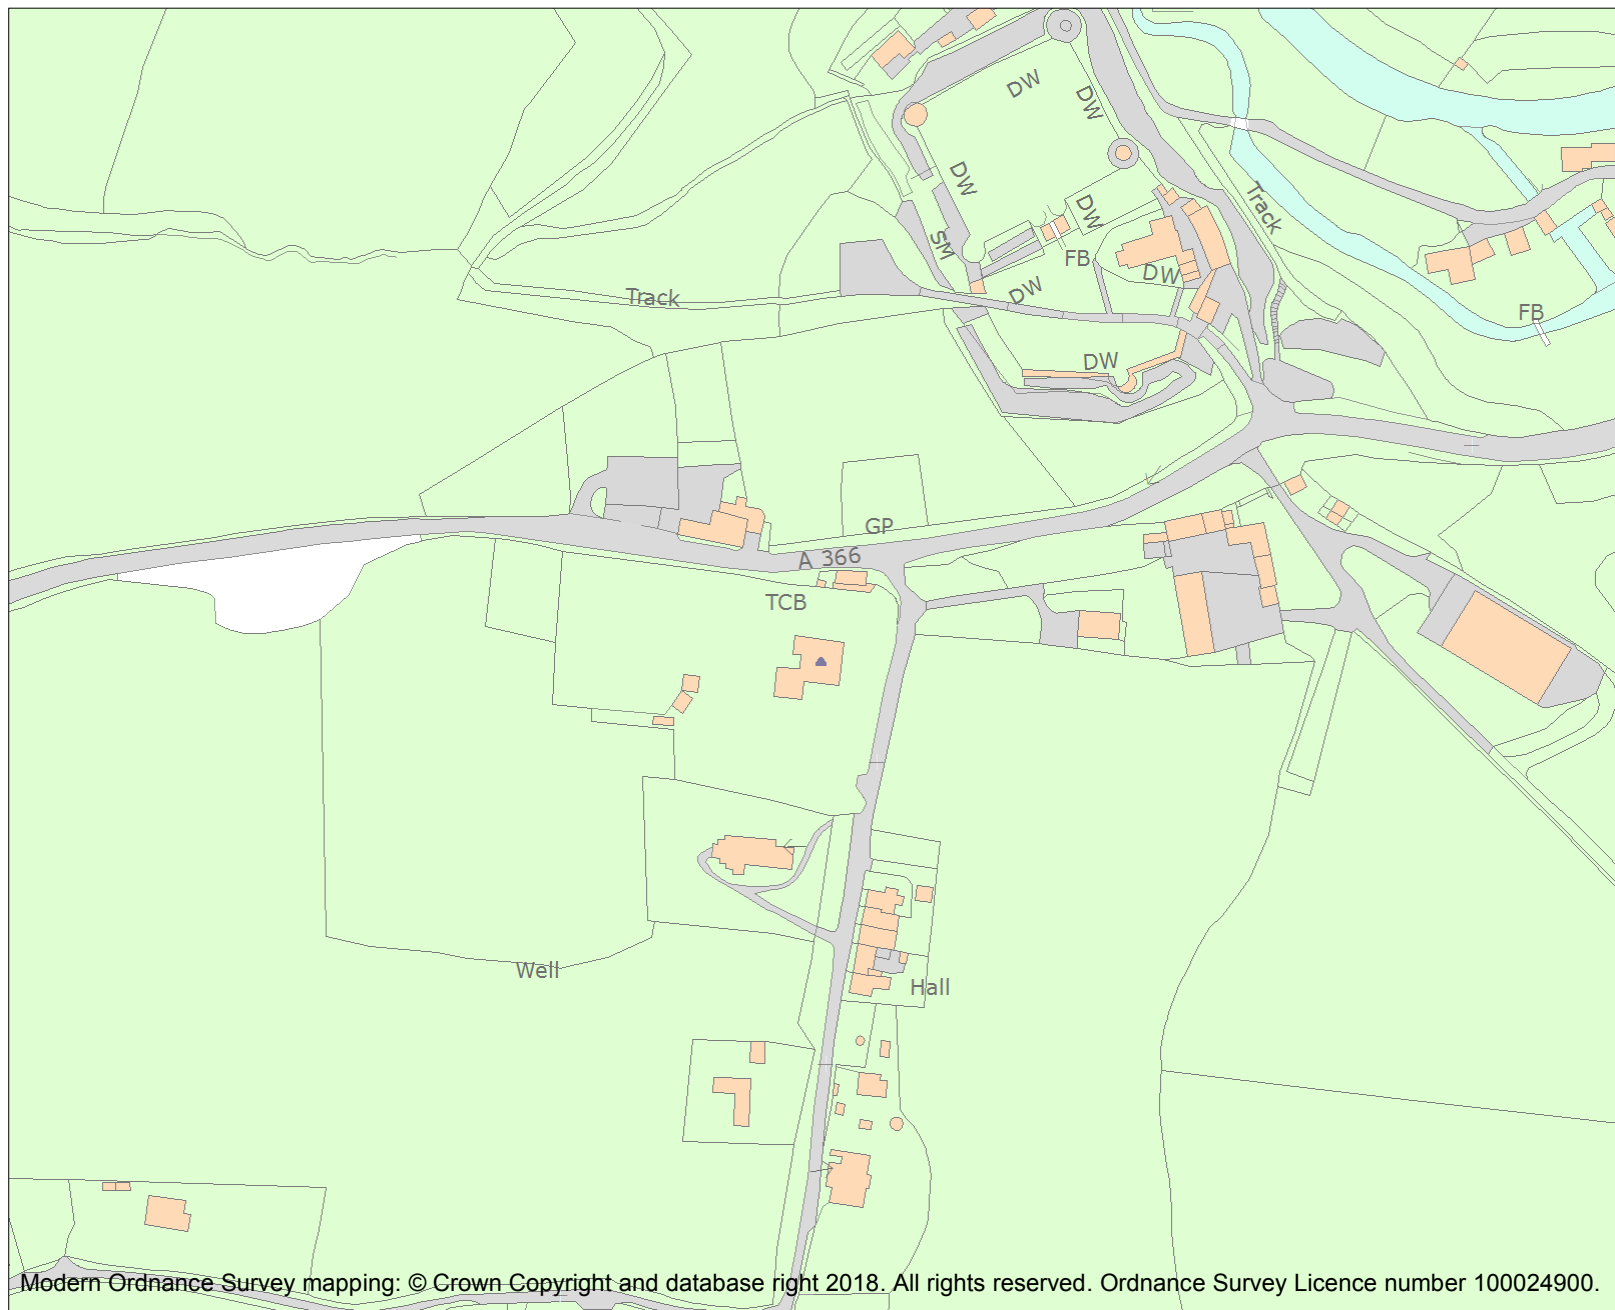 DW
DW
DW
Track
DW
SM
FB
DW
DW
Track
FB
DW
GP
A 366
TCB
Well
Hall
Modern Ordnance Survey mapping: © Crown Copyright and database right 2018. All rights reserved. Ordnance Survey Licence number 100024900.